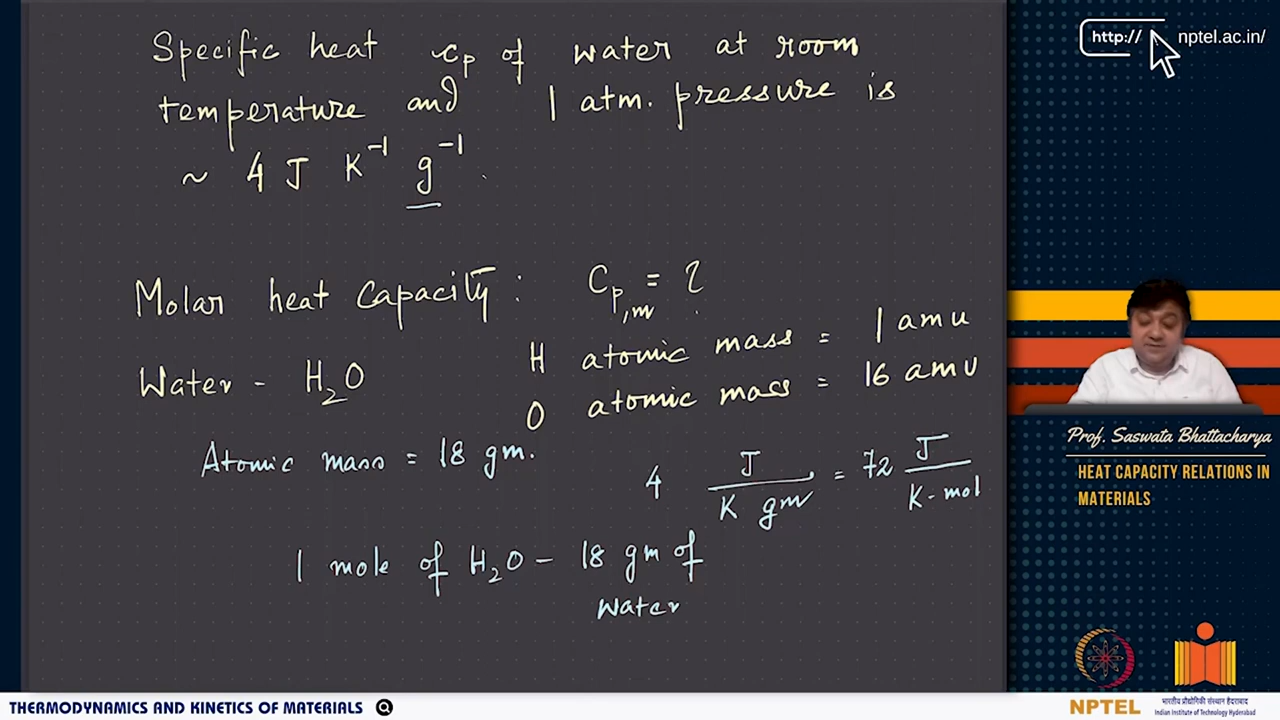 Specific heat cp of water at room
temperature and 1 atm. pressure is
~ 4 J K⁻¹ g⁻¹.
Molar heat capacity : Cp,m = ?
H atomic mass = 1 amu
Water - H₂O
O atomic mass = 16 amu
Atomic mass = 18 gm.
4 J / K gm = 72 J / K-mol
1 mole of H₂O - 18 gm of
water
http:// nptel.ac.in/
Prof. Saswata Bhattacharya
HEAT CAPACITY RELATIONS IN
MATERIALS
THERMODYNAMICS AND KINETICS OF MATERIALS
NPTEL
भारतीय प्रौद्योगिकी संस्थान हैदराबाद
Indian Institute of Technology Hyderabad